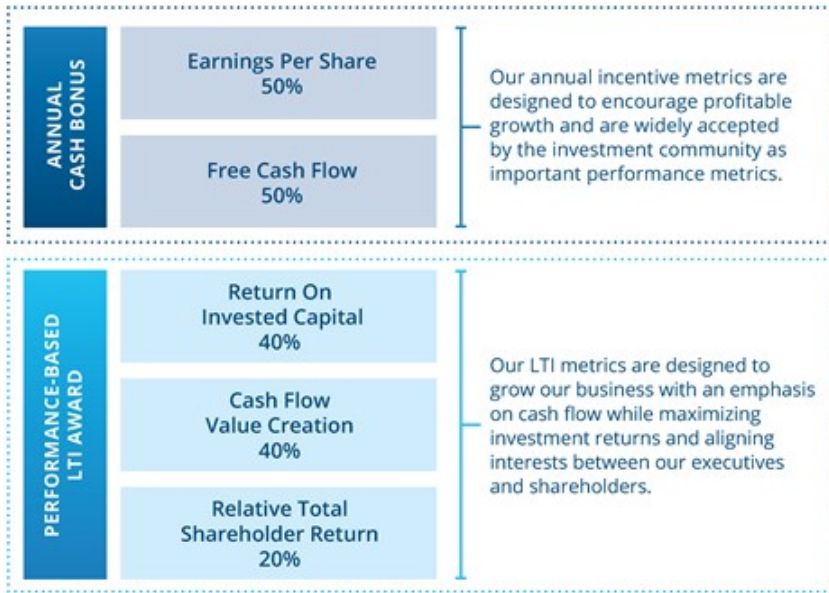 ANNUAL
CASH BONUS
Earnings Per Share
50%
Free Cash Flow
50%
Our annual incentive metrics are
designed to encourage profitable
growth and are widely accepted
by the investment community as
important performance metrics.
PERFORMANCE-BASED
LTI AWARD
Return On
Invested Capital
40%
Cash Flow
Value Creation
40%
Relative Total
Shareholder Return
20%
Our LTI metrics are designed to
grow our business with an emphasis
on cash flow while maximizing
investment returns and aligning
interests between our executives
and shareholders.